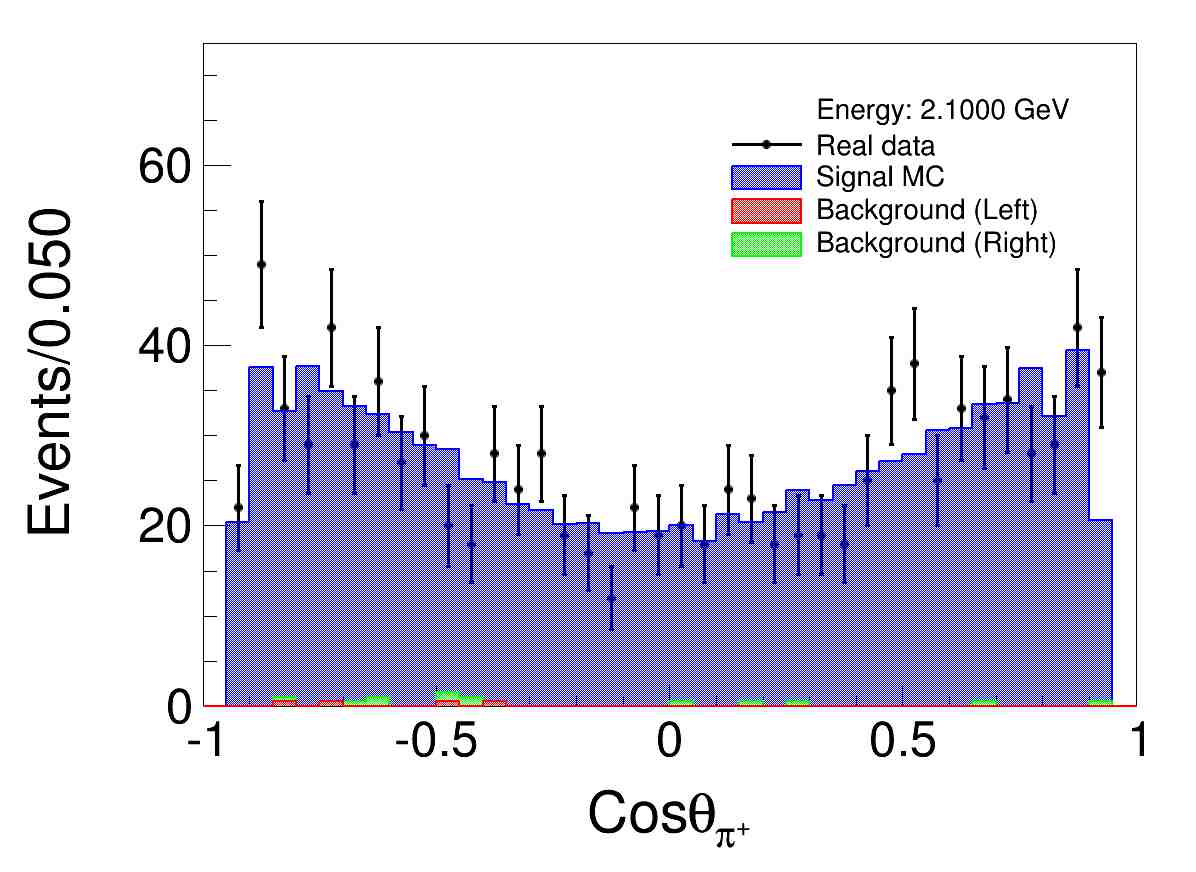 Energy: 2.1000 GeV
Real data
Signal MC
Background (Left)
Background (Right)
Events/0.050
60
40
20
0
-1
-0.5
0
0.5
1
Cosθπ+